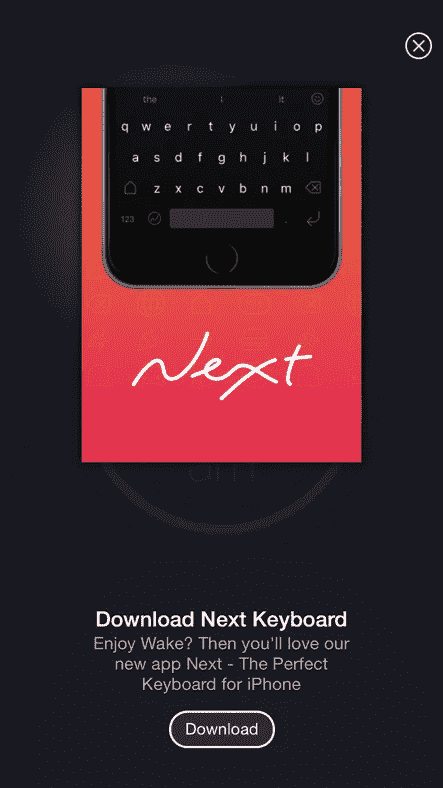 the I it
q w e r t y u i o p
a s d f g h j k l
z x c v b n m
123 .
Next
am
Download Next Keyboard
Enjoy Wake? Then you'll love our
new app Next - The Perfect
Keyboard for iPhone
Download